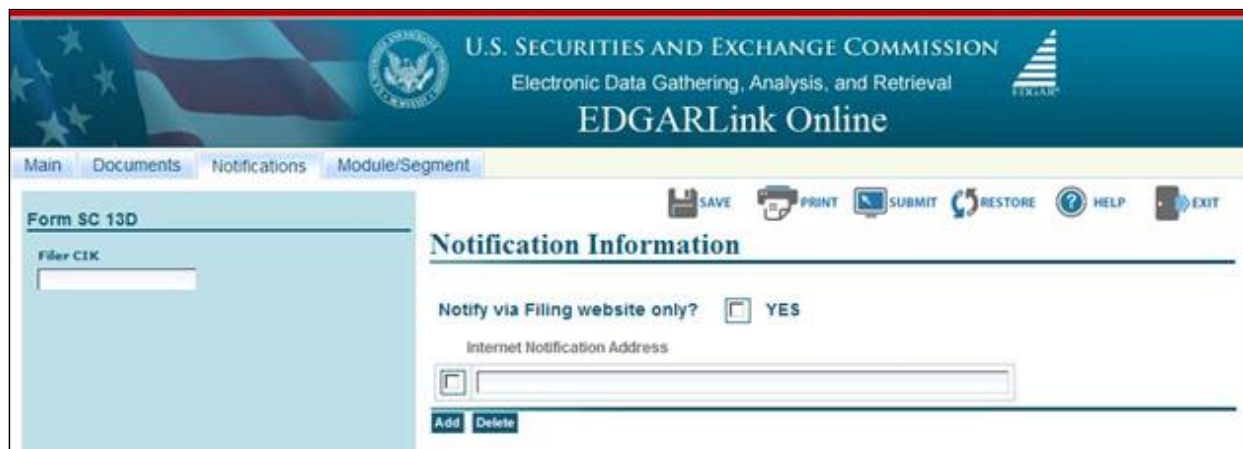 U.S. SECURITIES AND EXCHANGE COMMISSION
Electronic Data Gathering, Analysis, and Retrieval
EDGAR
EDGARLink Online
Main Documents Notifications Module/Segment
SAVE PRINT SUBMIT RESTORE HELP EXIT
Form SC 13D
Filer CIK
Notification Information
Notify via Filing website only? YES
Internet Notification Address
Add Delete